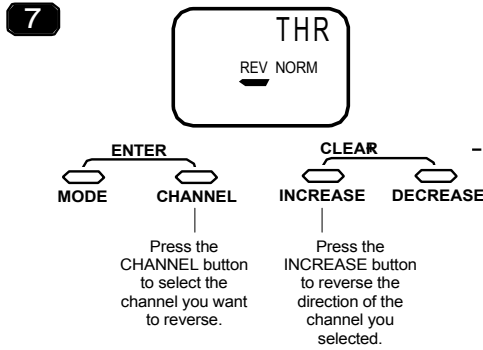 7
THR
REV NORM
ENTER
CLEAR
–
MODE
CHANNEL
INCREASE
DECREASE
Press the
CHANNEL button
to select the
channel you want
to reverse.
Press the
INCREASE button
to reverse the
direction of the
channel you
selected.